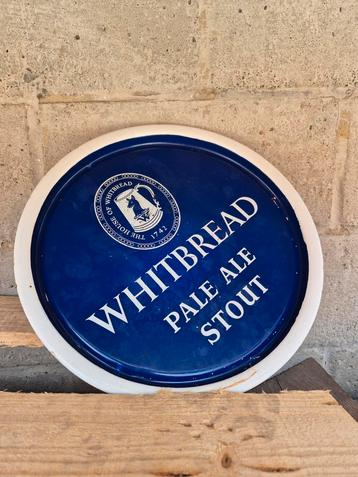 THE HOUSE OF WHITBREAD
1742
WHITBREAD
PALE ALE
STOUT